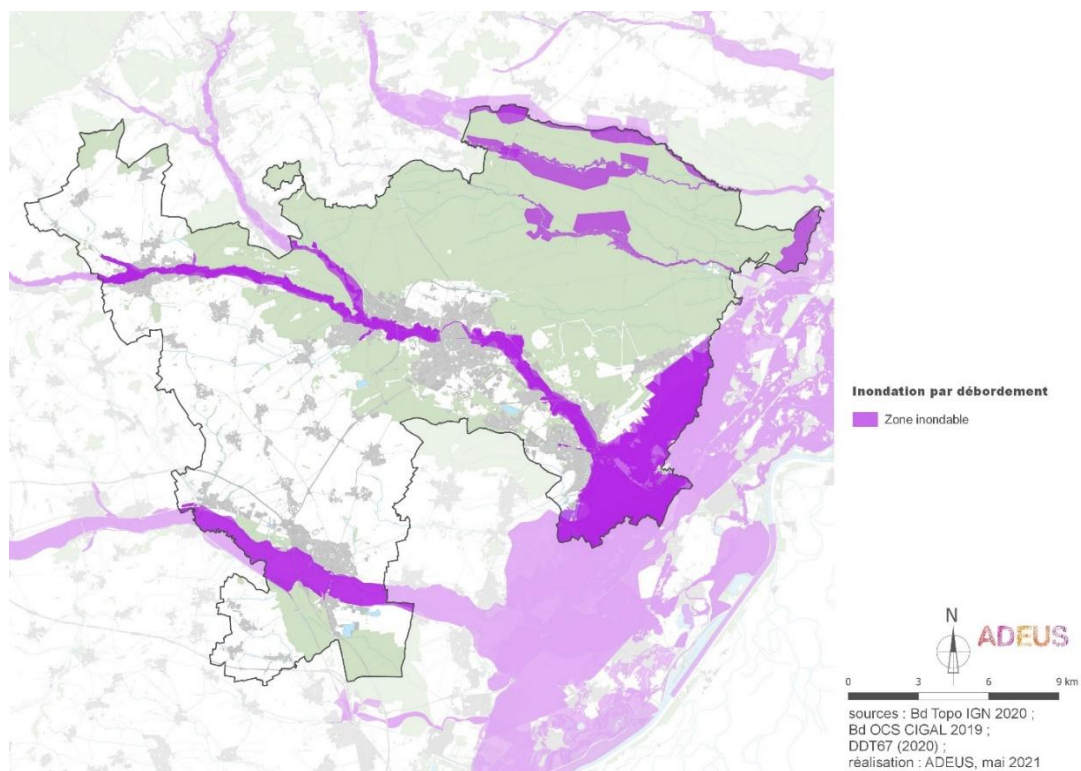 Inondation par débordement
Zone inondable
N
ADEUS
0 3 6 9 km
sources : Bd Topo IGN 2020 ;
Bd OCS CIGAL 2019 ;
DDT67 (2020) ;
réalisation : ADEUS, mai 2021